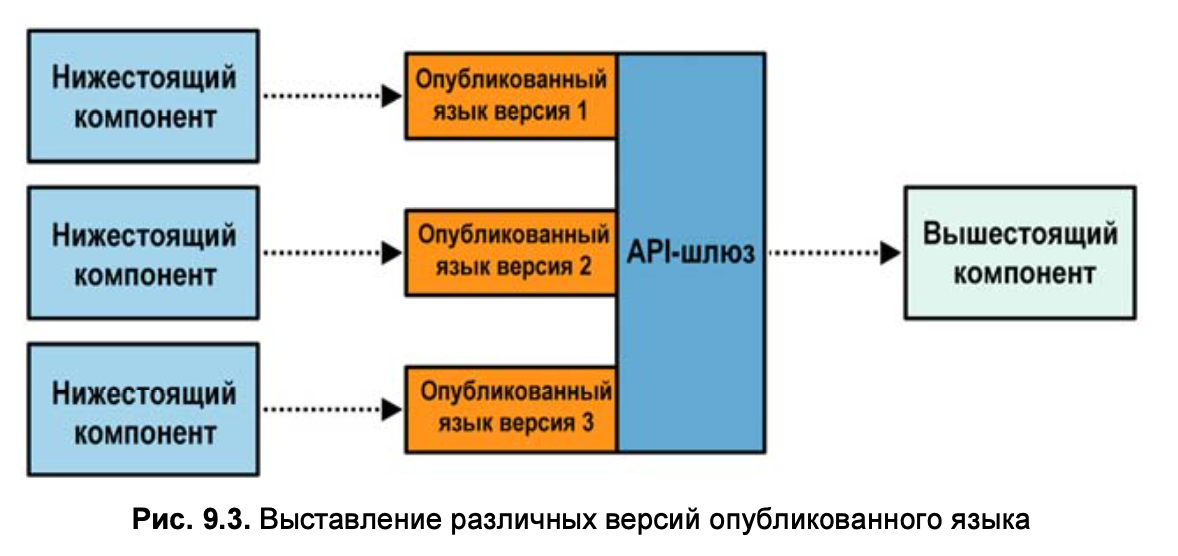 Нижестоящий
компонент
Опубликованный
язык версия 1
Нижестоящий
компонент
Опубликованный
язык версия 2
API-шлюз
Вышестоящий
компонент
Нижестоящий
компонент
Опубликованный
язык версия 3
Рис. 9.3. Выставление различных версий опубликованного языка